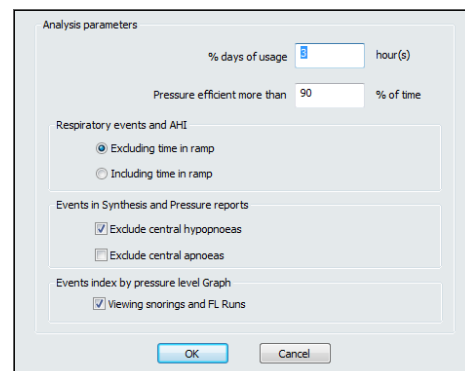 Analysis parameters
% days of usage 3 hour(s)
Pressure efficient more than 90 % of time
Respiratory events and AHI
Excluding time in ramp
Including time in ramp
Events in Synthesis and Pressure reports
Exclude central hypopnoeas
Exclude central apnoeas
Events index by pressure level Graph
Viewing snorings and FL Runs
OK Cancel